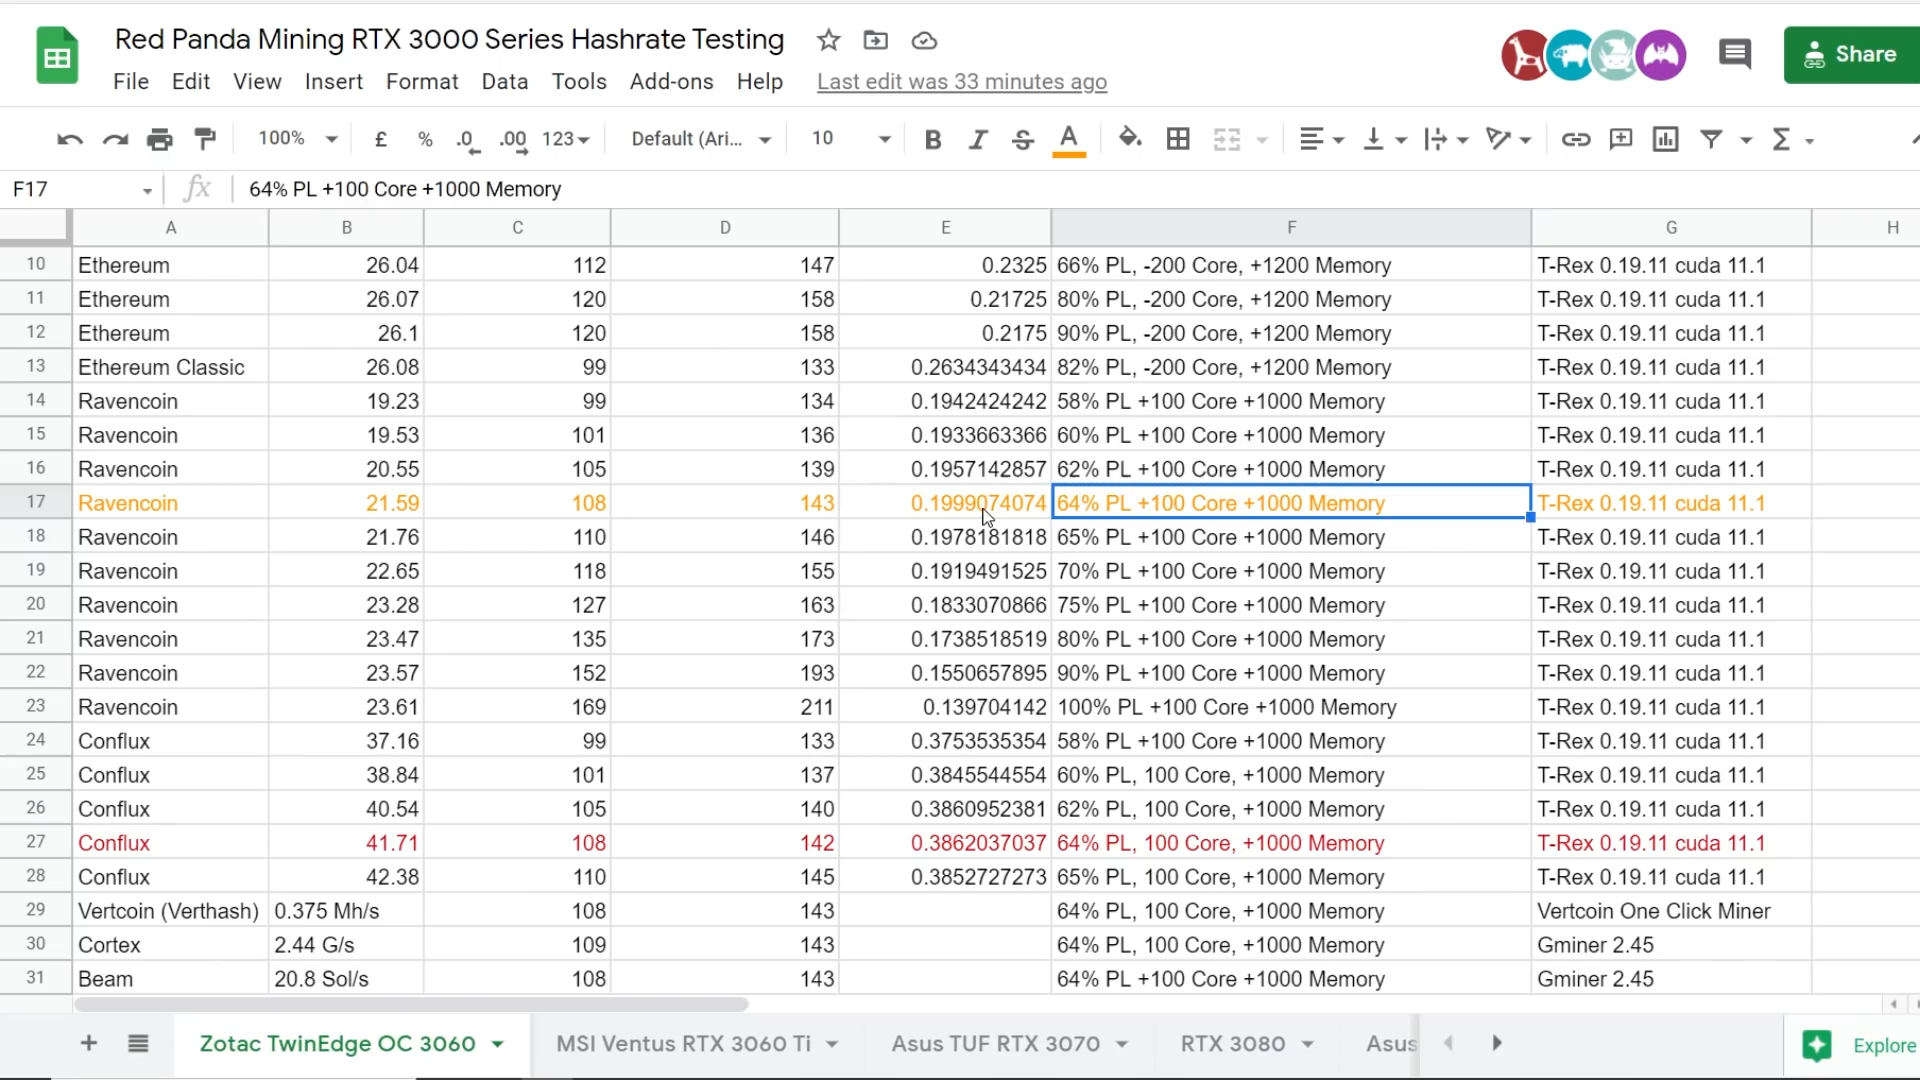 Red Panda Mining RTX 3000 Series Hashrate Testing
Share
File Edit View Insert Format Data Tools Add-ons Help Last edit was 33 minutes ago
100% £ % .0 .00 123 Default (Ari... 10 B I S A Σ
F17 fx 64% PL +100 Core +1000 Memory
A B C D E F G H
10 Ethereum 26.04 112 147 0.2325 66% PL, -200 Core, +1200 Memory T-Rex 0.19.11 cuda 11.1
11 Ethereum 26.07 120 158 0.21725 80% PL, -200 Core, +1200 Memory T-Rex 0.19.11 cuda 11.1
12 Ethereum 26.1 120 158 0.2175 90% PL, -200 Core, +1200 Memory T-Rex 0.19.11 cuda 11.1
13 Ethereum Classic 26.08 99 133 0.2634343434 82% PL, -200 Core, +1200 Memory T-Rex 0.19.11 cuda 11.1
14 Ravencoin 19.23 99 134 0.1942424242 58% PL +100 Core +1000 Memory T-Rex 0.19.11 cuda 11.1
15 Ravencoin 19.53 101 136 0.1933663366 60% PL +100 Core +1000 Memory T-Rex 0.19.11 cuda 11.1
16 Ravencoin 20.55 105 139 0.1957142857 62% PL +100 Core +1000 Memory T-Rex 0.19.11 cuda 11.1
17 Ravencoin 21.59 108 143 0.1999074074 64% PL +100 Core +1000 Memory T-Rex 0.19.11 cuda 11.1
18 Ravencoin 21.76 110 146 0.1978181818 65% PL +100 Core +1000 Memory T-Rex 0.19.11 cuda 11.1
19 Ravencoin 22.65 118 155 0.1919491525 70% PL +100 Core +1000 Memory T-Rex 0.19.11 cuda 11.1
20 Ravencoin 23.28 127 163 0.1833070866 75% PL +100 Core +1000 Memory T-Rex 0.19.11 cuda 11.1
21 Ravencoin 23.47 135 173 0.1738518519 80% PL +100 Core +1000 Memory T-Rex 0.19.11 cuda 11.1
22 Ravencoin 23.57 152 193 0.1550657895 90% PL +100 Core +1000 Memory T-Rex 0.19.11 cuda 11.1
23 Ravencoin 23.61 169 211 0.139704142 100% PL +100 Core +1000 Memory T-Rex 0.19.11 cuda 11.1
24 Conflux 37.16 99 133 0.3753535354 58% PL +100 Core +1000 Memory T-Rex 0.19.11 cuda 11.1
25 Conflux 38.84 101 137 0.3845544554 60% PL, 100 Core, +1000 Memory T-Rex 0.19.11 cuda 11.1
26 Conflux 40.54 105 140 0.3860952381 62% PL, 100 Core, +1000 Memory T-Rex 0.19.11 cuda 11.1
27 Conflux 41.71 108 142 0.3862037037 64% PL, 100 Core, +1000 Memory T-Rex 0.19.11 cuda 11.1
28 Conflux 42.38 110 145 0.3852727273 65% PL, 100 Core, +1000 Memory T-Rex 0.19.11 cuda 11.1
29 Vertcoin (Verthash) 0.375 Mh/s 108 143 64% PL, 100 Core, +1000 Memory Vertcoin One Click Miner
30 Cortex 2.44 G/s 109 143 64% PL, 100 Core, +1000 Memory Gminer 2.45
31 Beam 20.8 Sol/s 108 143 64% PL +100 Core +1000 Memory Gminer 2.45
Zotac TwinEdge OC 3060 MSI Ventus RTX 3060 Ti Asus TUF RTX 3070 RTX 3080 Asus Explore